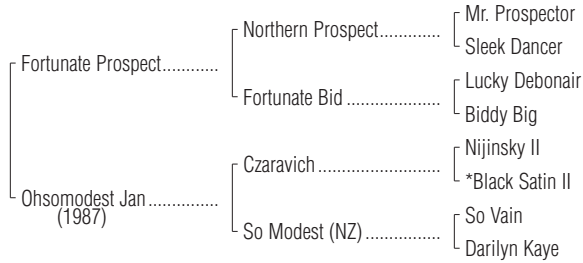 Mr. Prospector
Northern Prospect..............
Sleek Dancer
Fortunate Prospect............
Lucky Debonair
Fortunate Bid ....................
Biddy Big
Nijinsky II
Czaravich ...........................
*Black Satin II
Ohsomodest Jan .................
(1987)
So Vain
So Modest (NZ) ..................
Darilyn Kaye